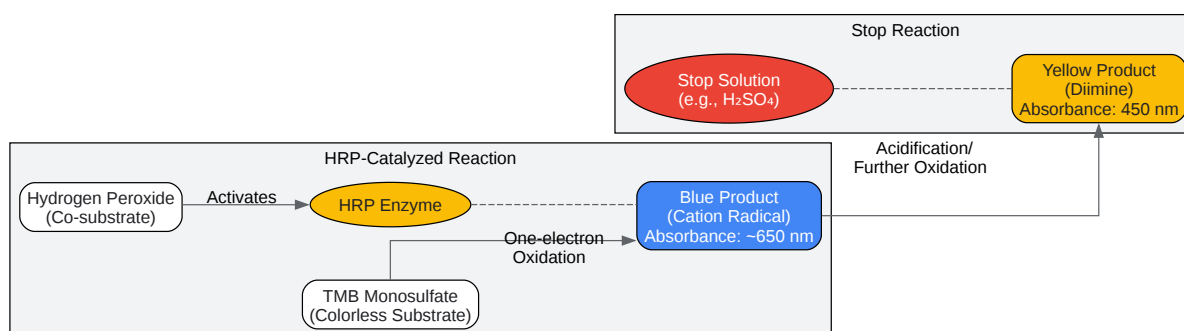 Stop Reaction
Stop Solution
(e.g., H₂SO₄)
Yellow Product
(Diimine)
Absorbance: 450 nm
Acidification/
Further Oxidation
HRP-Catalyzed Reaction
Hydrogen Peroxide
(Co-substrate)
Activates
HRP Enzyme
Blue Product
(Cation Radical)
Absorbance: ~650 nm
One-electron
Oxidation
TMB Monosulfate
(Colorless Substrate)